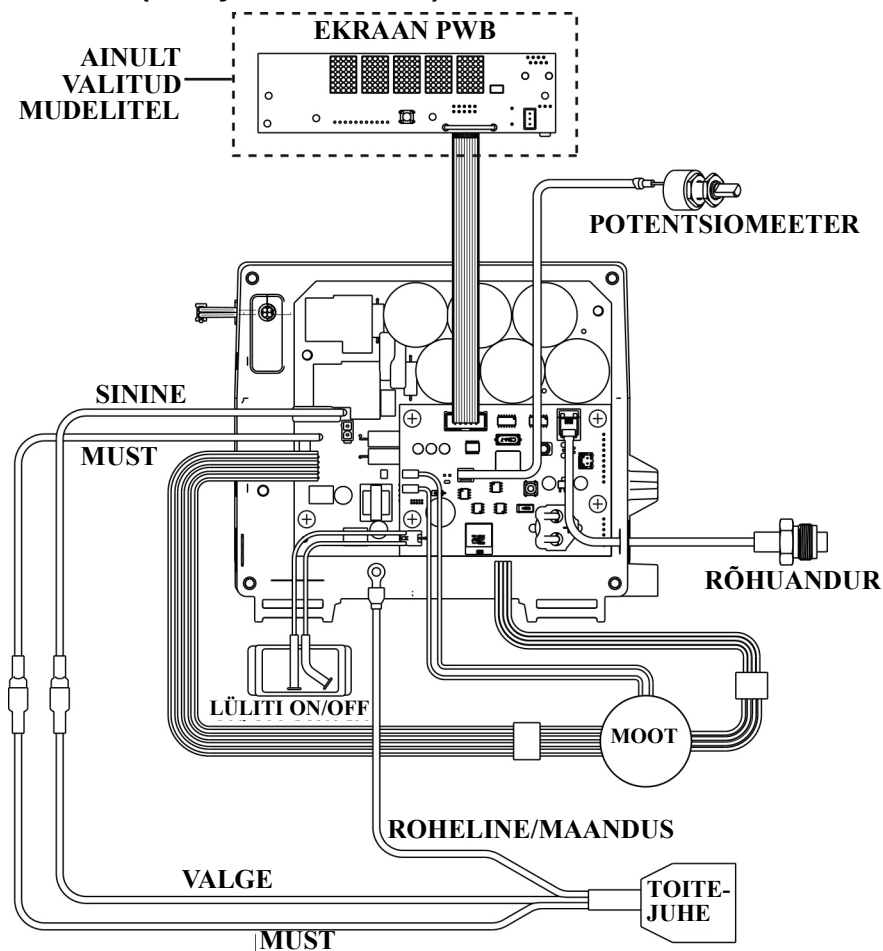 EKRAAN PWB
AINULT
VALITUD
MUDELITEL
POTENTSIOMEETER
SININE
MUST
RÕHUANDUR
LÜLITI ON/OFF
MOOT
ROHELINE/MAANDUS
VALGE
TOITE-
JUHE
MUST